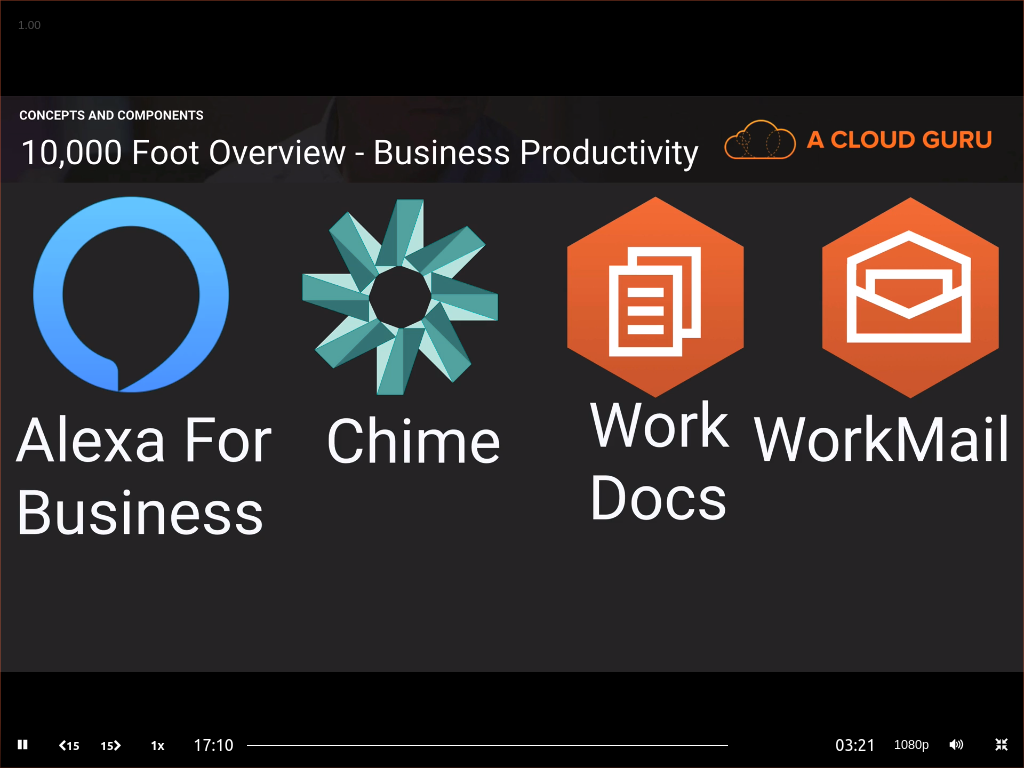 1.00
CONCEPTS AND COMPONENTS
10,000 Foot Overview - Business Productivity
A CLOUD GURU
Alexa For
Business
Chime
Work
Docs
WorkMail
15
15
1x
17:10
03:21
1080p